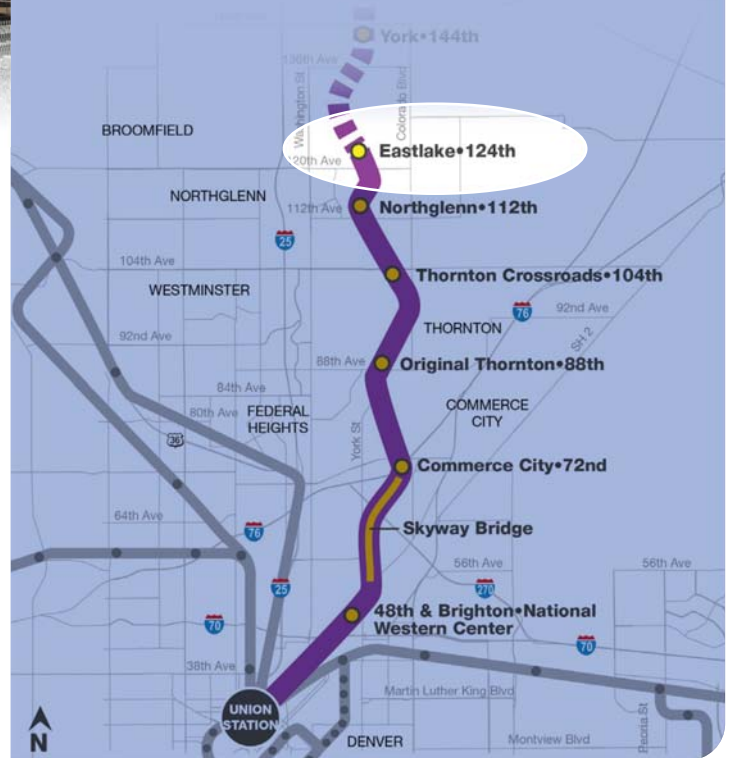 York•144th
136th Ave
Washington St
Colorado Blvd
BROOMFIELD
Eastlake•124th
120th Ave
NORTHGLENN
112th Ave
Northglenn•112th
25
104th Ave
Thornton Crossroads•104th
WESTMINSTER
76
92nd Ave
THORNTON
SH 2
92nd Ave
88th Ave
Original Thornton•88th
84th Ave
80th Ave
FEDERAL
HEIGHTS
COMMERCE
CITY
York St
36
Commerce City•72nd
64th Ave
76
Skyway Bridge
56th Ave
56th Ave
25
270
70
48th & Brighton•National
Western Center
70
38th Ave
Martin Luther King Blvd
UNION
STATION
Peoria St
N
DENVER
Montview Blvd